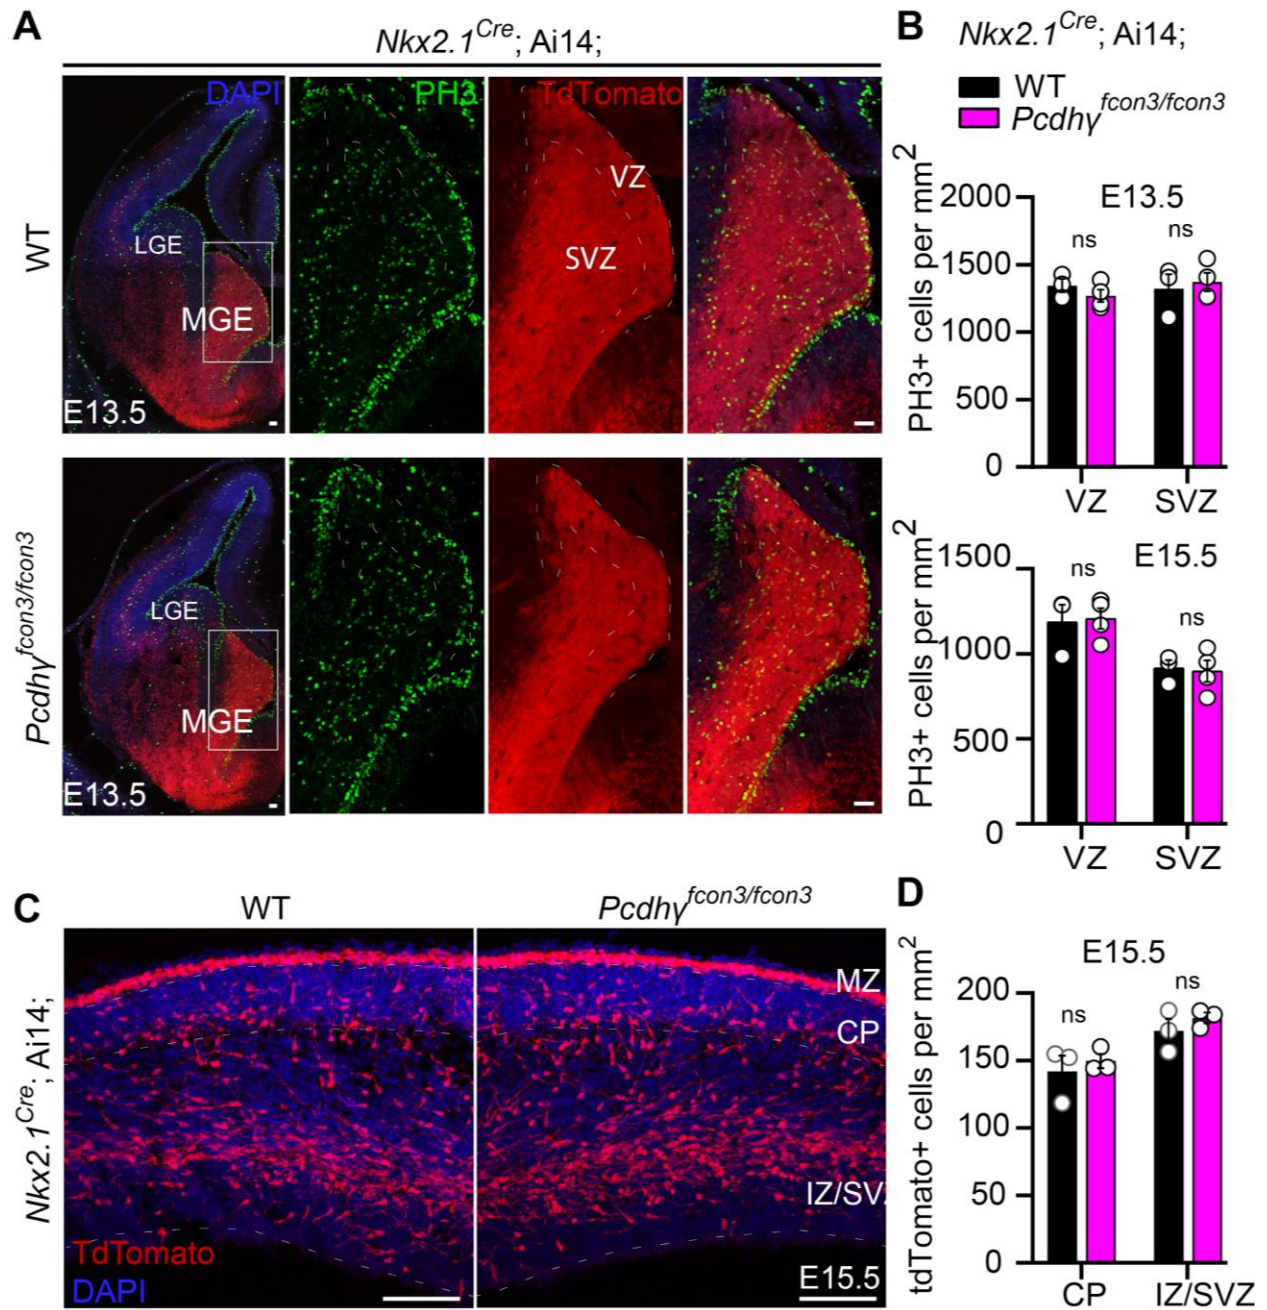 A
Nkx2.1Cre; Ai14;
DAPI
PH3
TdTomato
WT
LGE
MGE
VZ
SVZ
E13.5
Pcdhγfcon3/fcon3
LGE
MGE
E13.5
B
Nkx2.1Cre; Ai14;
WT
Pcdhγfcon3/fcon3
PH3+ cells per mm2
E13.5
2000
1500
1000
500
0
ns
ns
VZ
SVZ
PH3+ cells per mm2
E15.5
1500
1000
500
0
ns
ns
VZ
SVZ
C
WT
Pcdhγfcon3/fcon3
Nkx2.1Cre; Ai14;
MZ
CP
IZ/SV
TdTomato
DAPI
E15.5
D
tdTomato+ cells per mm2
E15.5
200
150
100
50
0
ns
ns
CP
IZ/SVZ